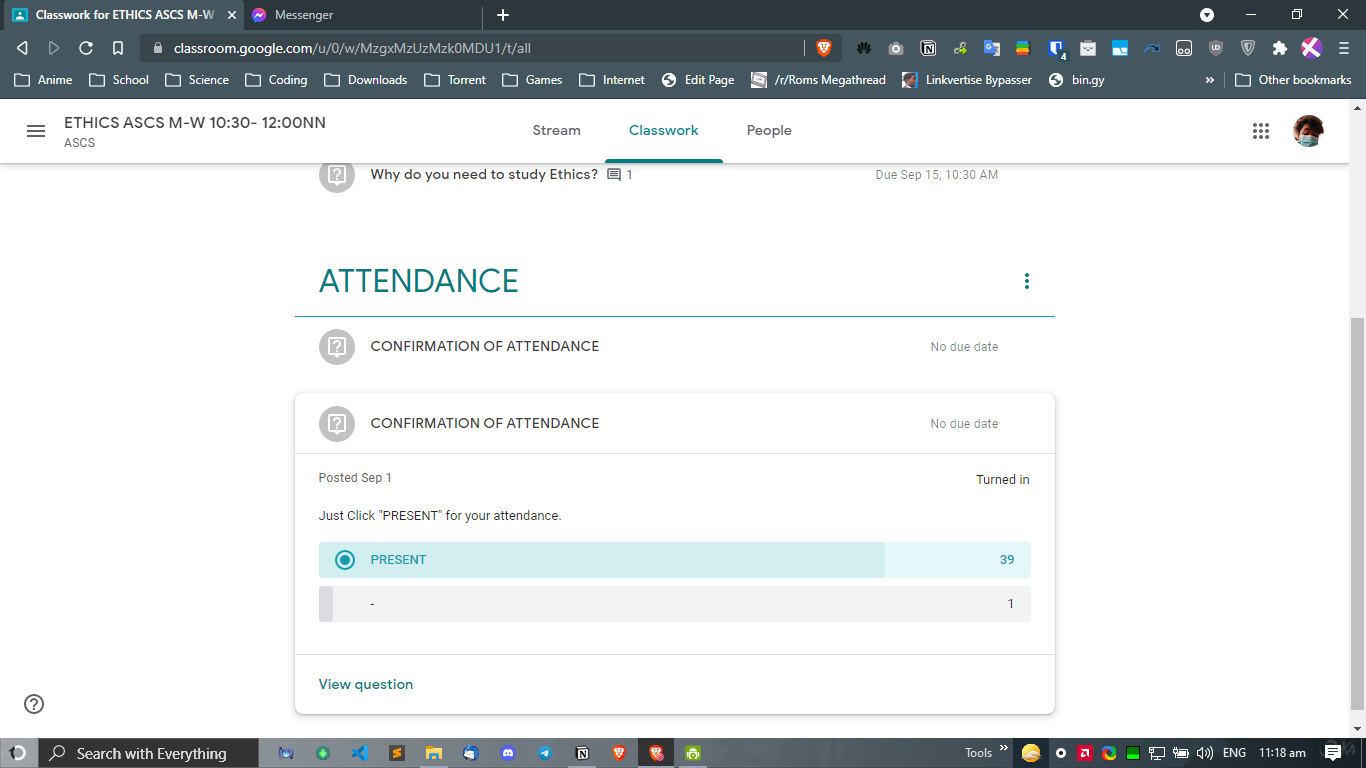 Classwork for ETHICS ASCS M-W
Messenger
classroom.google.com/u/0/w/MzgxMzUzMzk0MDU1/t/all
4
Anime
School
Science
Coding
Downloads
Torrent
Games
Internet
Edit Page
/r/Roms Megathread
Linkvertise Bypasser
bin.gy
»
Other bookmarks
ETHICS ASCS M-W 10:30- 12:00NN
ASCS
Stream
Classwork
People
Why do you need to study Ethics?
1
Due Sep 15, 10:30 AM
ATTENDANCE
CONFIRMATION OF ATTENDANCE
No due date
CONFIRMATION OF ATTENDANCE
No due date
Posted Sep 1
Turned in
Just Click "PRESENT" for your attendance.
PRESENT
39
-
1
View question
Search with Everything
Tools
»
ENG
11:18 am